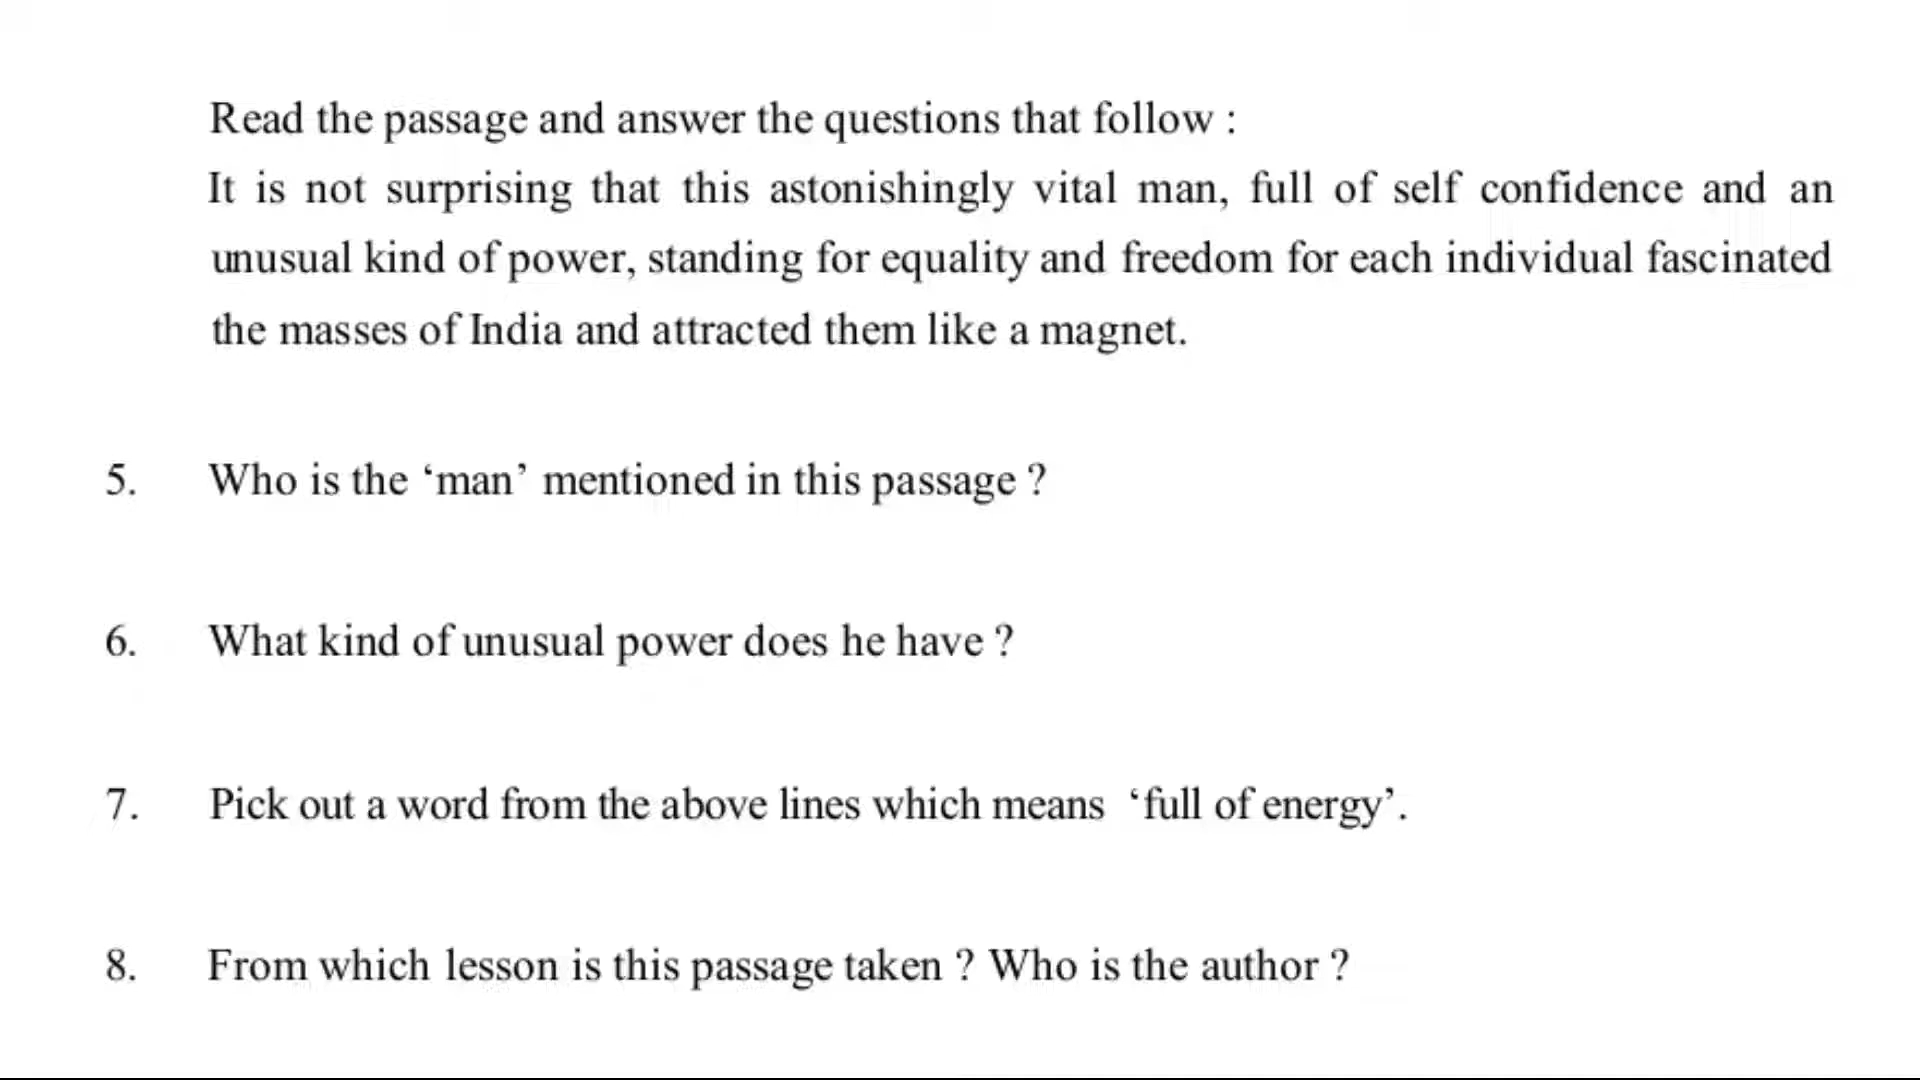 Read the passage and answer the questions that follow :
It is not surprising that this astonishingly vital man, full of self confidence and an
unusual kind of power, standing for equality and freedom for each individual fascinated
the masses of India and attracted them like a magnet.
5. Who is the ‘man’ mentioned in this passage ?
6. What kind of unusual power does he have ?
7. Pick out a word from the above lines which means ‘full of energy’.
8. From which lesson is this passage taken ? Who is the author ?